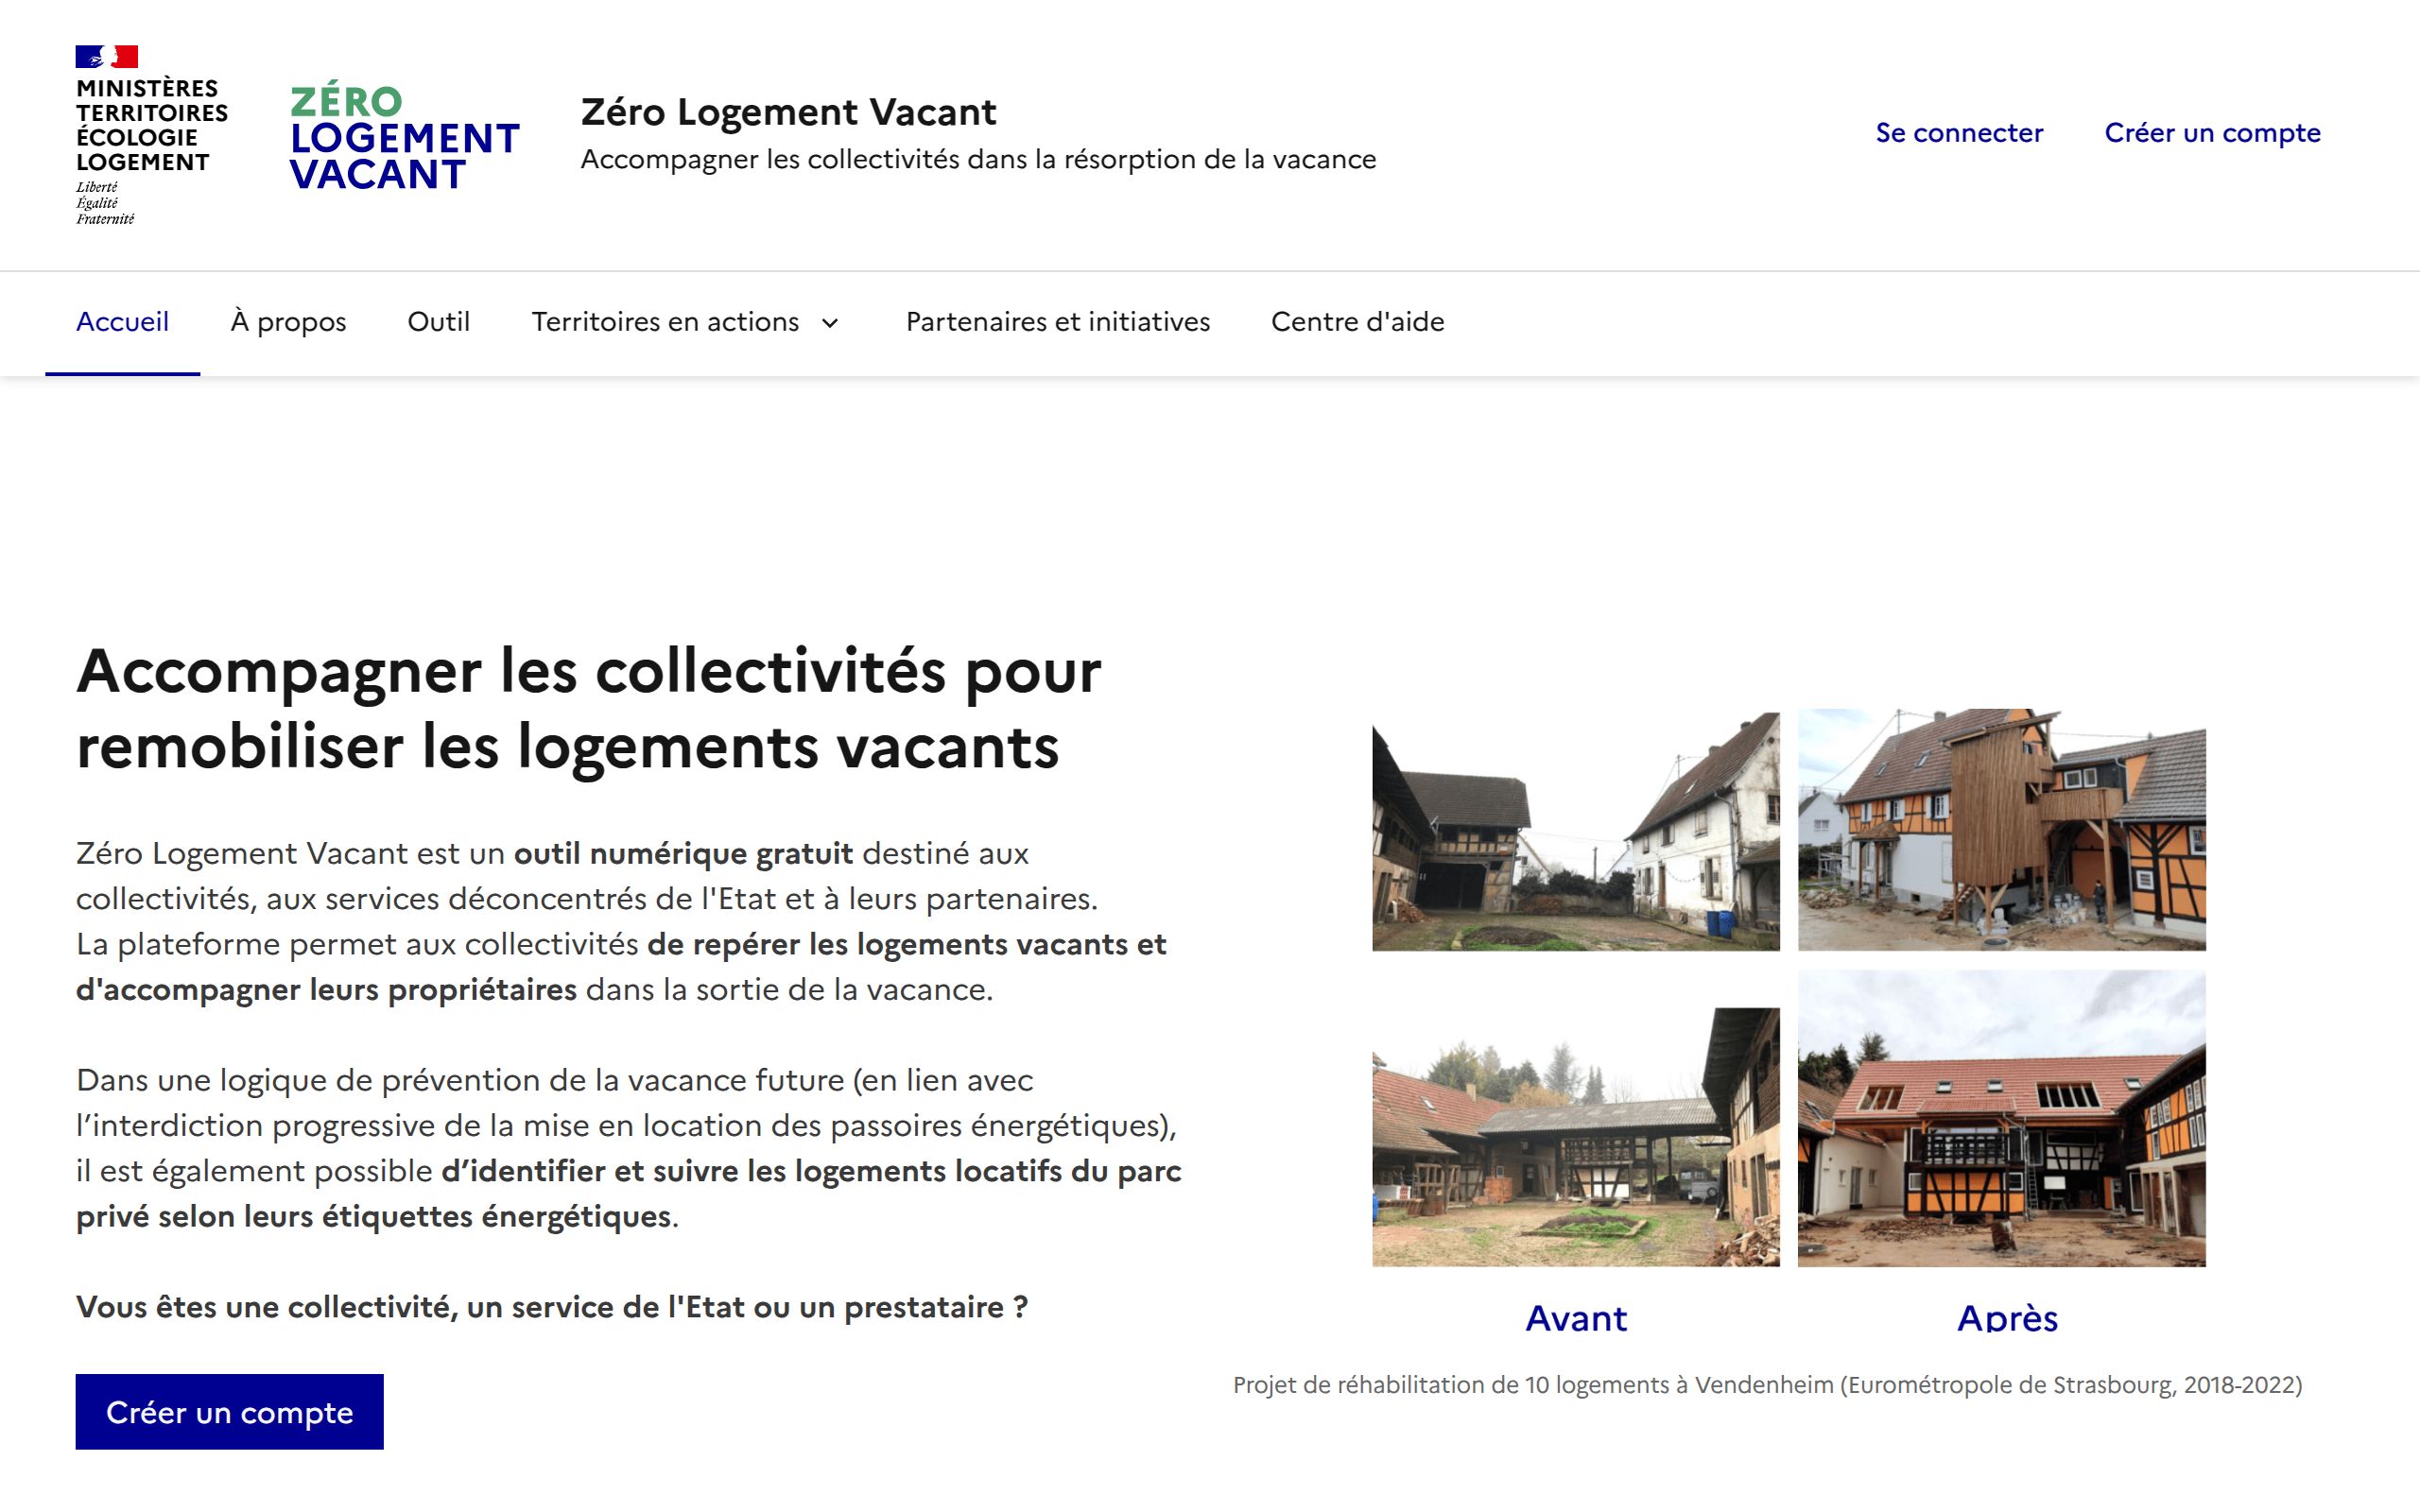 MINISTÈRES
TERRITOIRES
ÉCOLOGIE
LOGEMENT
Liberté
Égalité
Fraternité
ZÉRO
LOGEMENT
VACANT
Zéro Logement Vacant
Accompagner les collectivités dans la résorption de la vacance
Se connecter
Créer un compte
Accueil
À propos
Outil
Territoires en actions
Partenaires et initiatives
Centre d'aide
Accompagner les collectivités pour
remobiliser les logements vacants
Zéro Logement Vacant est un outil numérique gratuit destiné aux
collectivités, aux services déconcentrés de l'Etat et à leurs partenaires.
La plateforme permet aux collectivités de repérer les logements vacants et
d'accompagner leurs propriétaires dans la sortie de la vacance.
Dans une logique de prévention de la vacance future (en lien avec
l’interdiction progressive de la mise en location des passoires énergétiques),
il est également possible d’identifier et suivre les logements locatifs du parc
privé selon leurs étiquettes énergétiques.
Vous êtes une collectivité, un service de l'Etat ou un prestataire ?
Créer un compte
Avant
Après
Projet de réhabilitation de 10 logements à Vendenheim (Eurométropole de Strasbourg, 2018-2022)